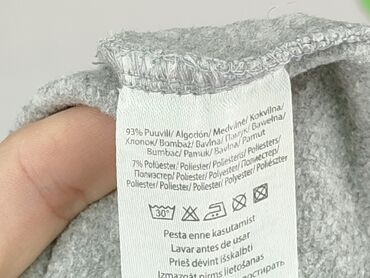 93% Puuvill/ Algodón/ Medvilnė/ Kokvilna/
Хлопок/ Bombaž/ Bavlna/ Памук/ Bawełna/
Bumbac/ Pamuk/ Bavlna/ Pamut
7% Polüester/ Poliéster/ Poliesteris/ Poliesters/
Полиэстер/ Poliester/ Polyester/ Полиестер/
Poliester/ Poliester/ Polyester/ Polyester/ Poliészter
30°
Pesta enne kasutamist
Lavar antes de usar
Prieš dėvint išskalbti
Izmazgāt pirms lietošanas